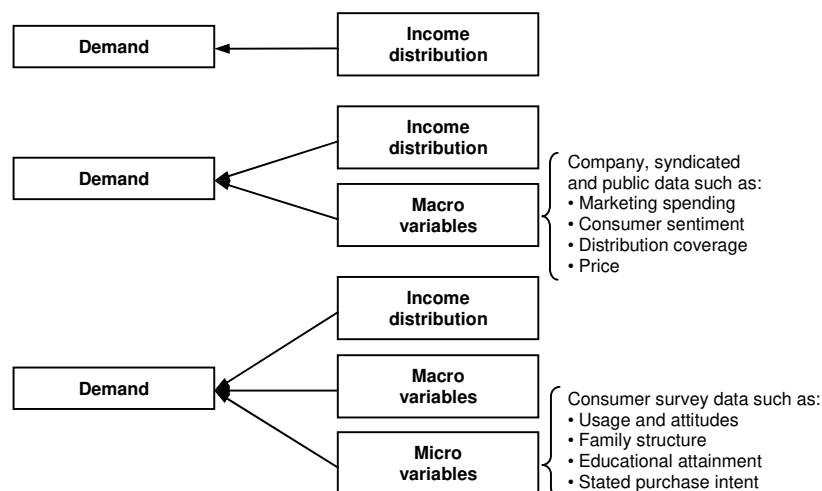 Demand
Income
distribution
Demand
Income
distribution
Macro
variables
Company, syndicated
and public data such as:
• Marketing spending
• Consumer sentiment
• Distribution coverage
• Price
Demand
Income
distribution
Macro
variables
Micro
variables
Consumer survey data such as:
• Usage and attitudes
• Family structure
• Educational attainment
• Stated purchase intent